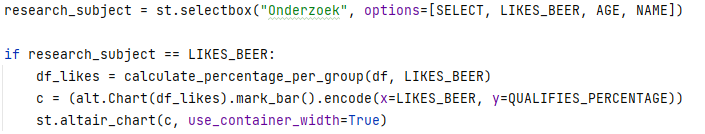 research_subject = st.selectbox("Onderzoek", options=[SELECT, LIKES_BEER, AGE, NAME])
if research_subject == LIKES_BEER:
df_likes = calculate_percentage_per_group(df, LIKES_BEER)
c = (alt.Chart(df_likes).mark_bar().encode(x=LIKES_BEER, y=QUALIFIES_PERCENTAGE))
st.altair_chart(c, use_container_width=True)